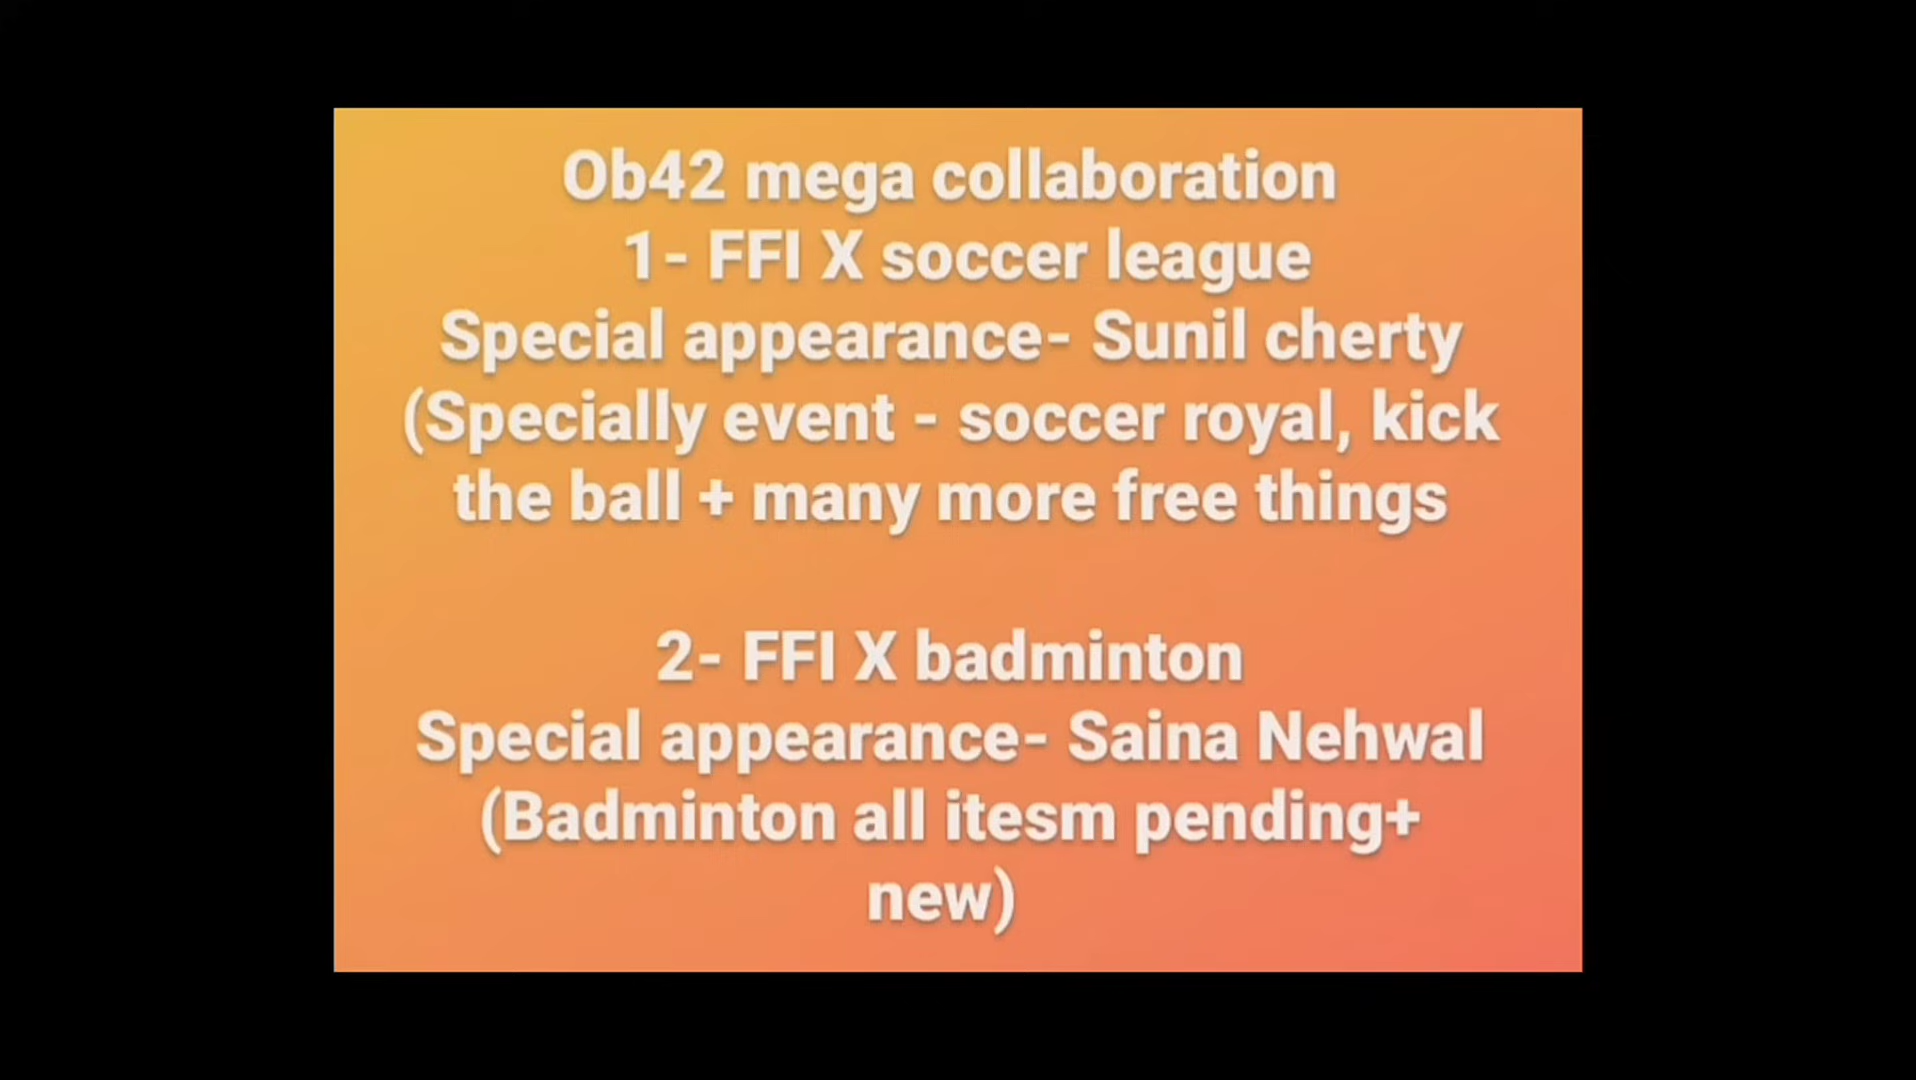 Ob42 mega collaboration
1- FFI X soccer league
Special appearance- Sunil cherty
(Specially event - soccer royal, kick
the ball + many more free things
2- FFI X badminton
Special appearance- Saina Nehwal
(Badminton all itesm pending+
new)